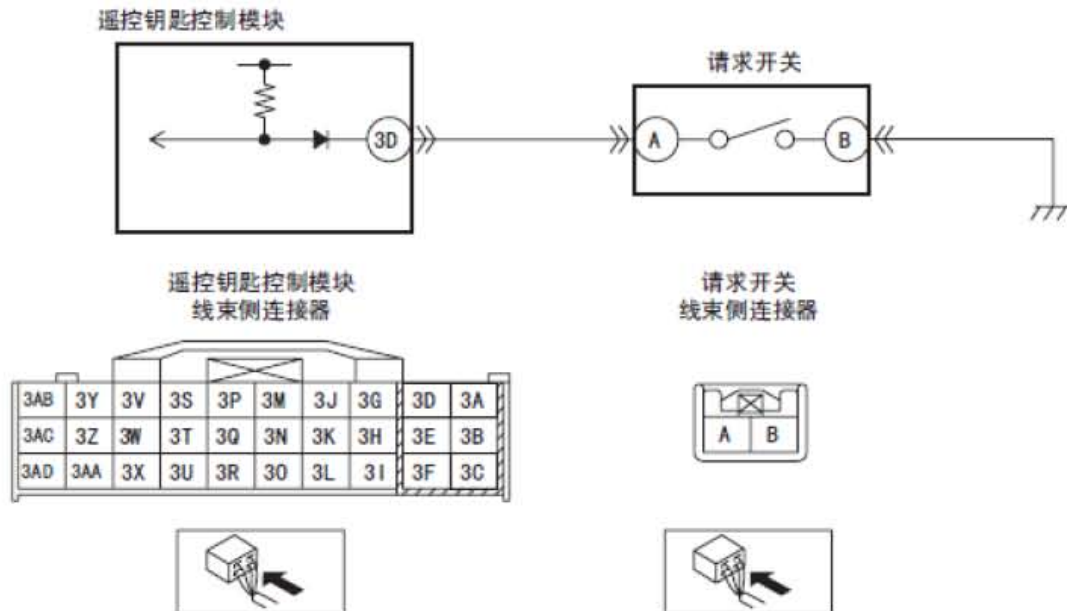 遥控钥匙控制模块
请求开关
3D
A
B
遥控钥匙控制模块
线束侧连接器
请求开关
线束侧连接器
3AB 3Y 3V 3S 3P 3M 3J 3G 3D 3A
3AC 3Z 3W 3T 3Q 3N 3K 3H 3E 3B
3AD 3AA 3X 3U 3R 3O 3L 3I 3F 3C
A B